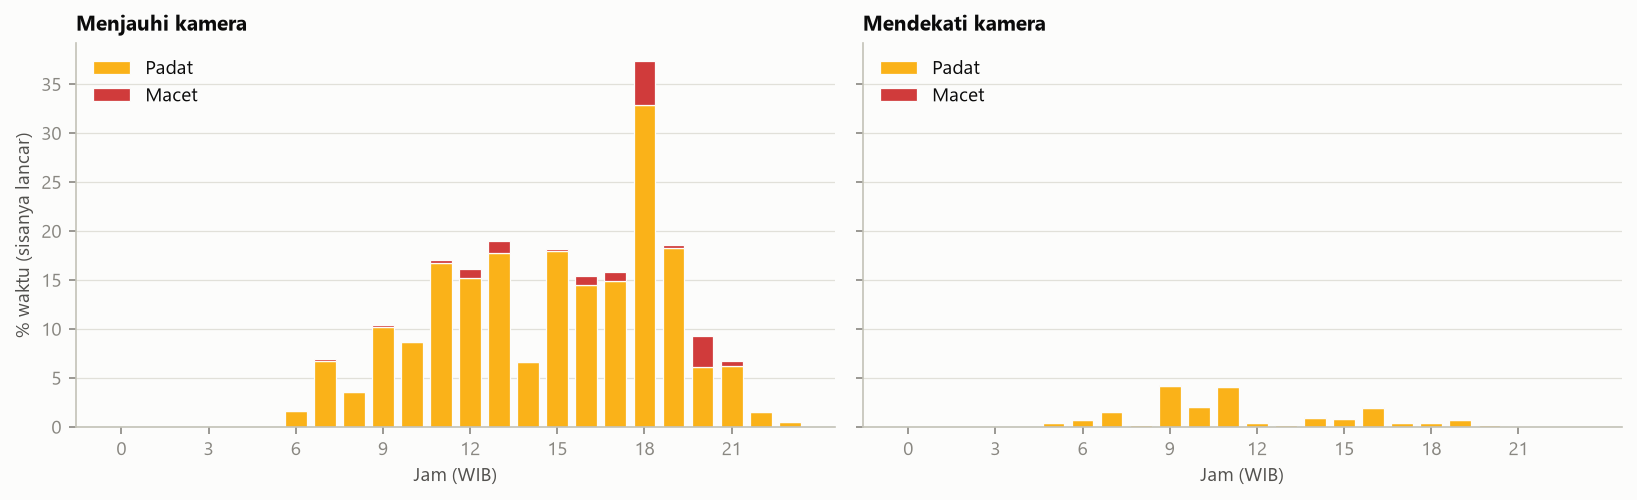 Menjauhi kamera
Padat
Macet
35
30
25
20
15
10
5
0
% waktu (sisanya lancar)
0 3 6 9 12 15 18 21
Jam (WIB)
Mendekati kamera
Padat
Macet
0 3 6 9 12 15 18 21
Jam (WIB)